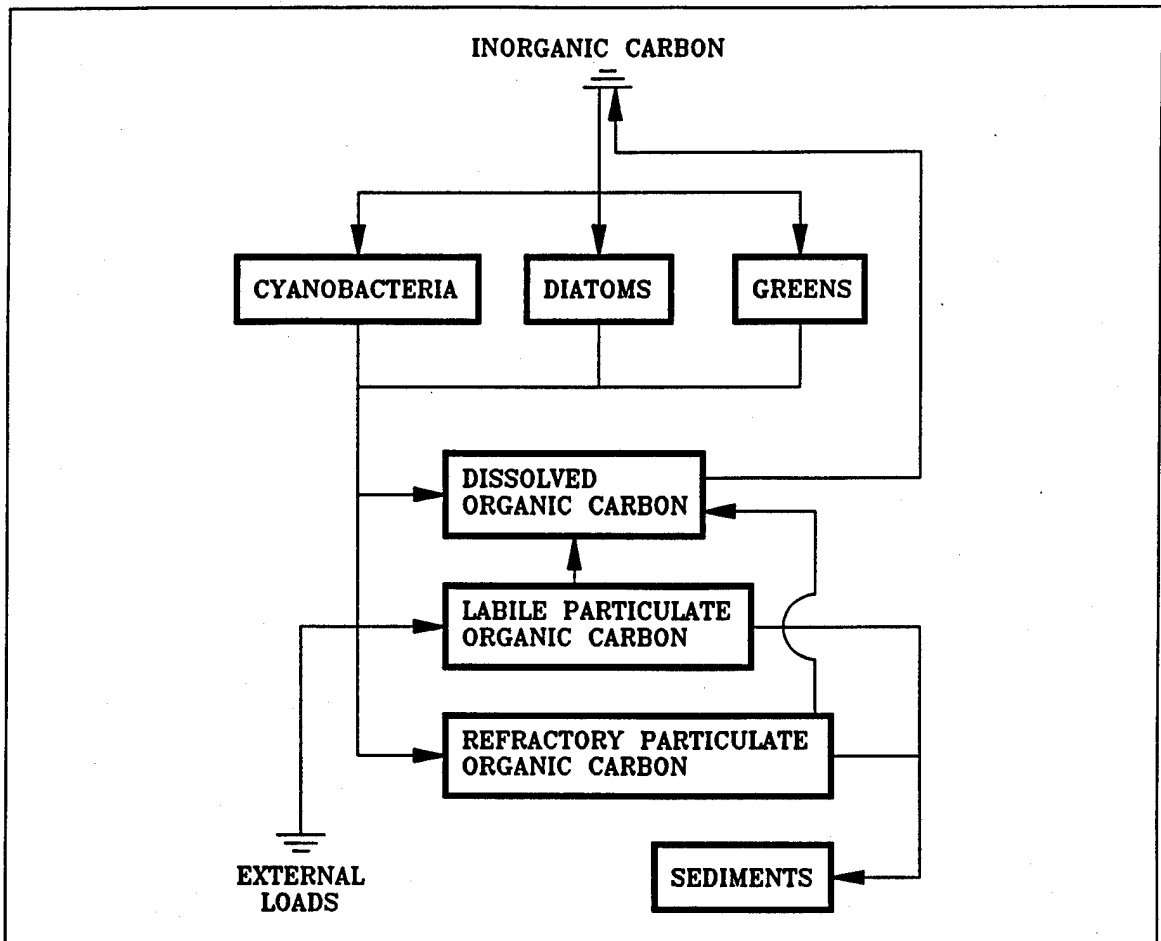 INORGANIC CARBON
CYANOBACTERIA
DIATOMS
GREENS
DISSOLVED
ORGANIC CARBON
LABILE PARTICULATE
ORGANIC CARBON
REFRACTORY PARTICULATE
ORGANIC CARBON
SEDIMENTS
EXTERNAL
LOADS